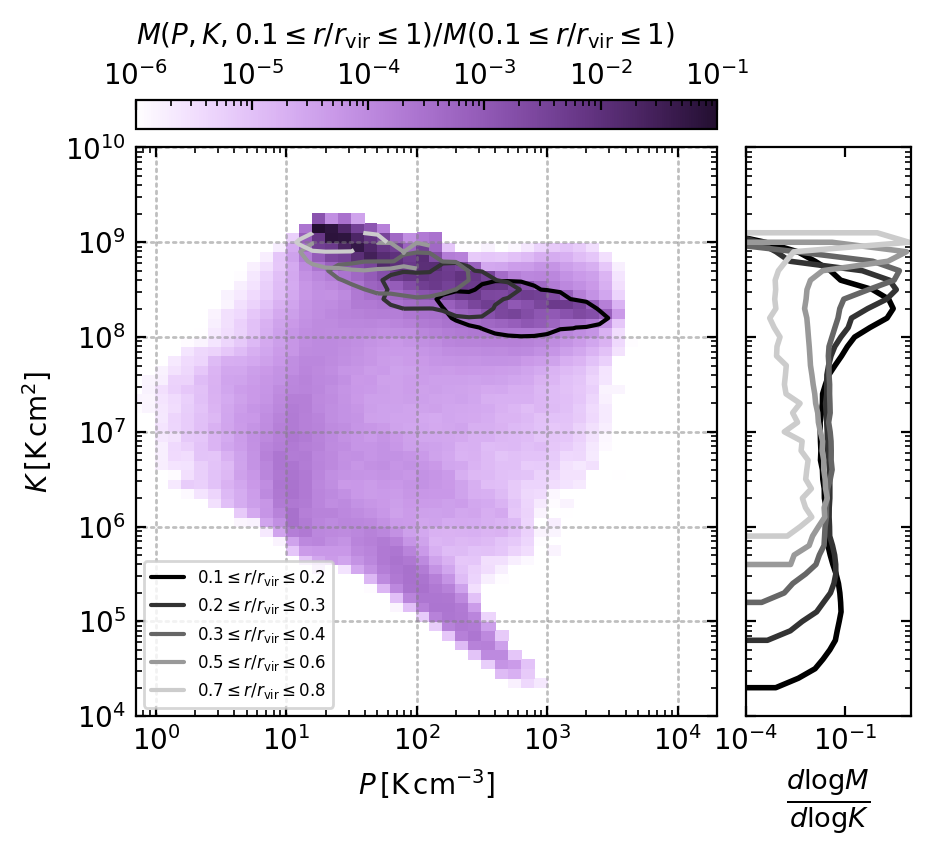 M(P, K, 0.1 ≤ r/r_vir ≤ 1)/M(0.1 ≤ r/r_vir ≤ 1)
10^−6 10^−5 10^−4 10^−3 10^−2 10^−1
10^10
10^9
10^8
10^7
10^6
10^5
10^4
K [K cm^2]
0.1 ≤ r/r_vir ≤ 0.2
0.2 ≤ r/r_vir ≤ 0.3
0.3 ≤ r/r_vir ≤ 0.4
0.5 ≤ r/r_vir ≤ 0.6
0.7 ≤ r/r_vir ≤ 0.8
10^0 10^1 10^2 10^3 10^4 10^−4 10^−1
P [K cm^−3]
dlogM
dlogK